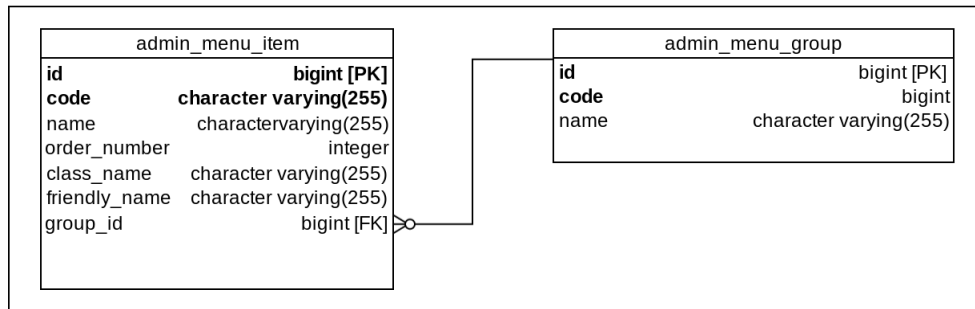 admin_menu_item
id bigint [PK]
code character varying(255)
name charactervarying(255)
order_number integer
class_name character varying(255)
friendly_name character varying(255)
group_id bigint [FK]
admin_menu_group
id bigint [PK]
code bigint
name character varying(255)